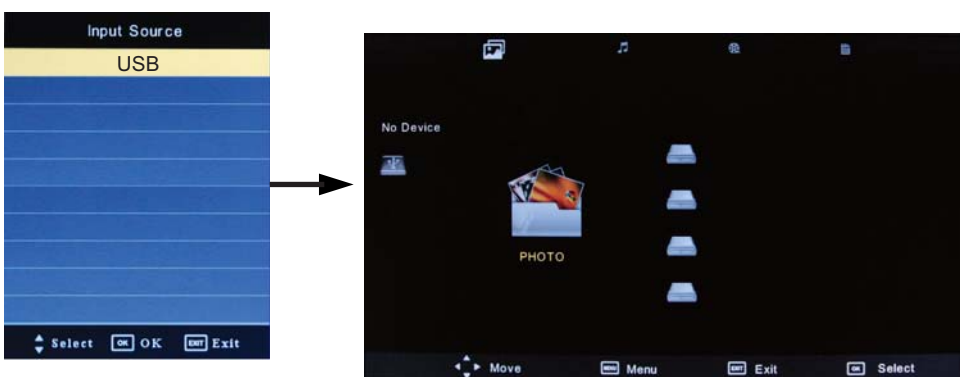 Input Source
USB
Select OK OK EXIT Exit
No Device
PHOTO
Move MENU Menu EXIT Exit OK Select